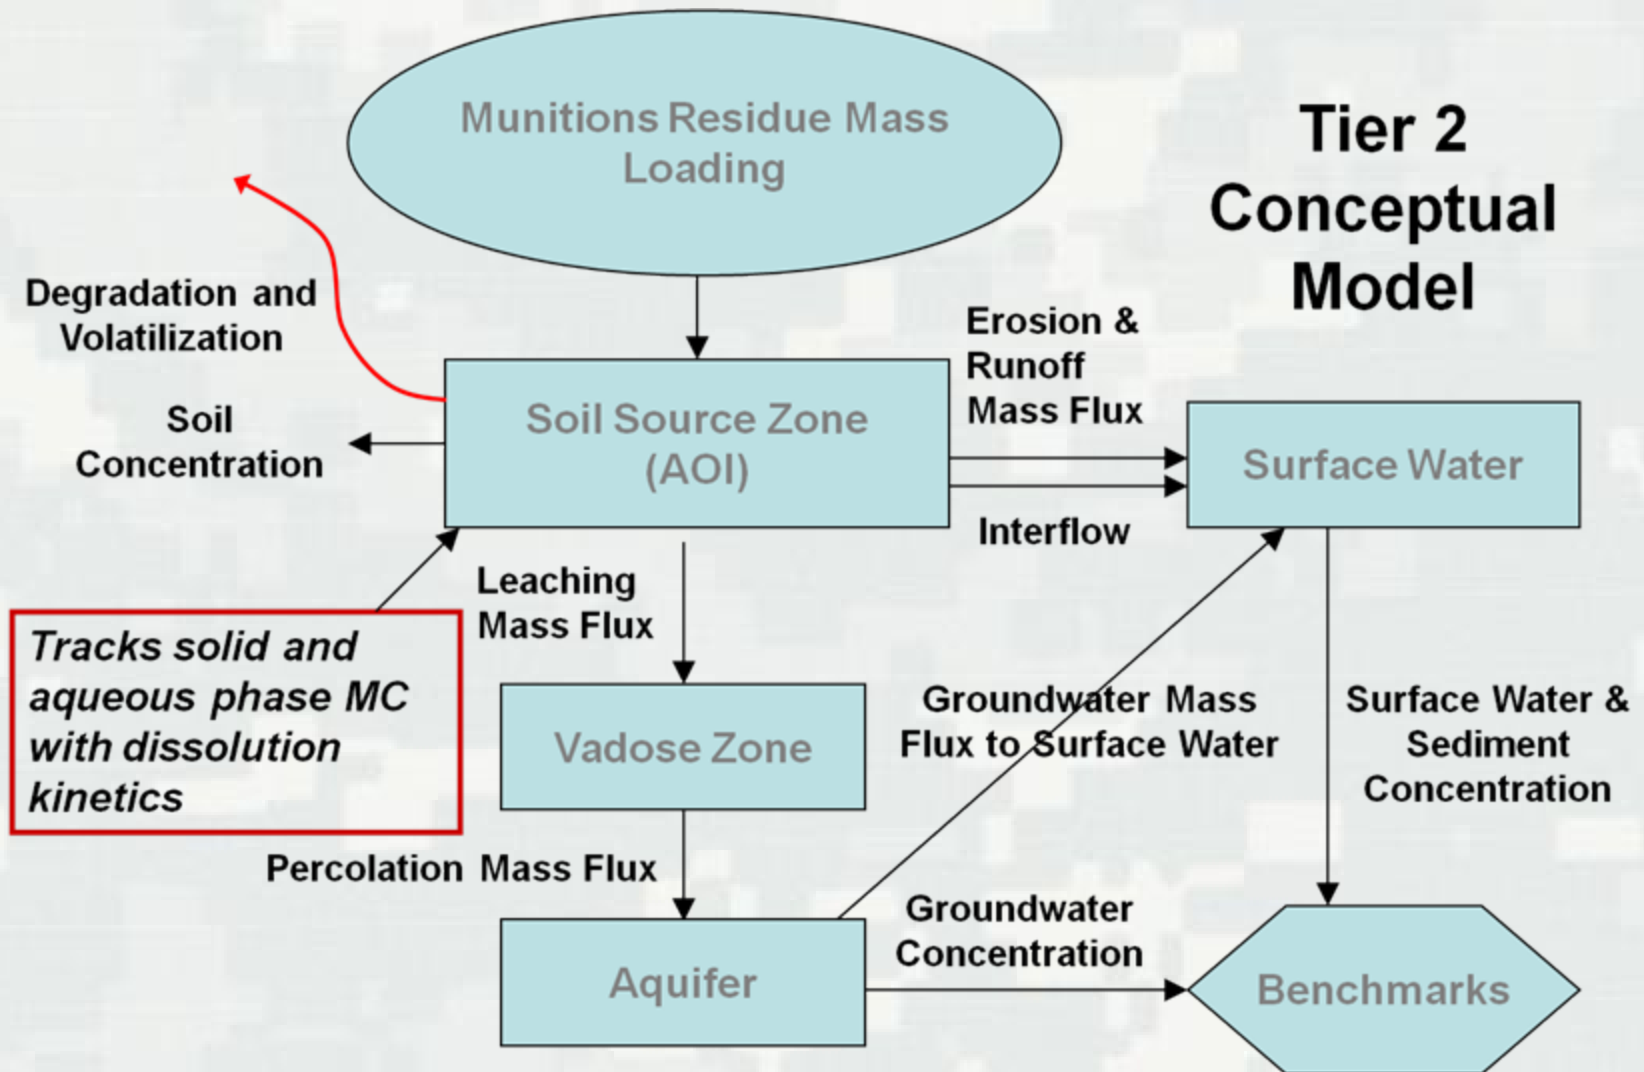 Munitions Residue Mass
Loading
Tier 2
Conceptual
Model
Degradation and
Volatilization
Erosion &
Runoff
Mass Flux
Soil
Concentration
Soil Source Zone
(AOI)
Surface Water
Interflow
Leaching
Mass Flux
Tracks solid and
aqueous phase MC
with dissolution
kinetics
Vadose Zone
Groundwater Mass
Flux to Surface Water
Surface Water &
Sediment
Concentration
Percolation Mass Flux
Groundwater
Concentration
Aquifer
Benchmarks